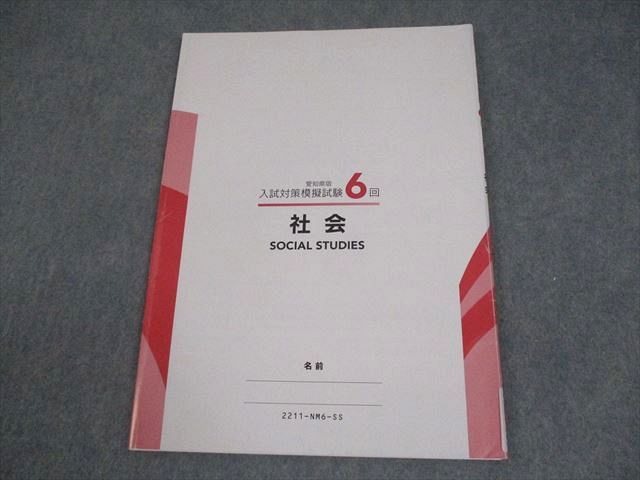 愛知県版
入試対策模擬試験6回
社会
SOCIAL STUDIES
名前
2211-NM6-SS